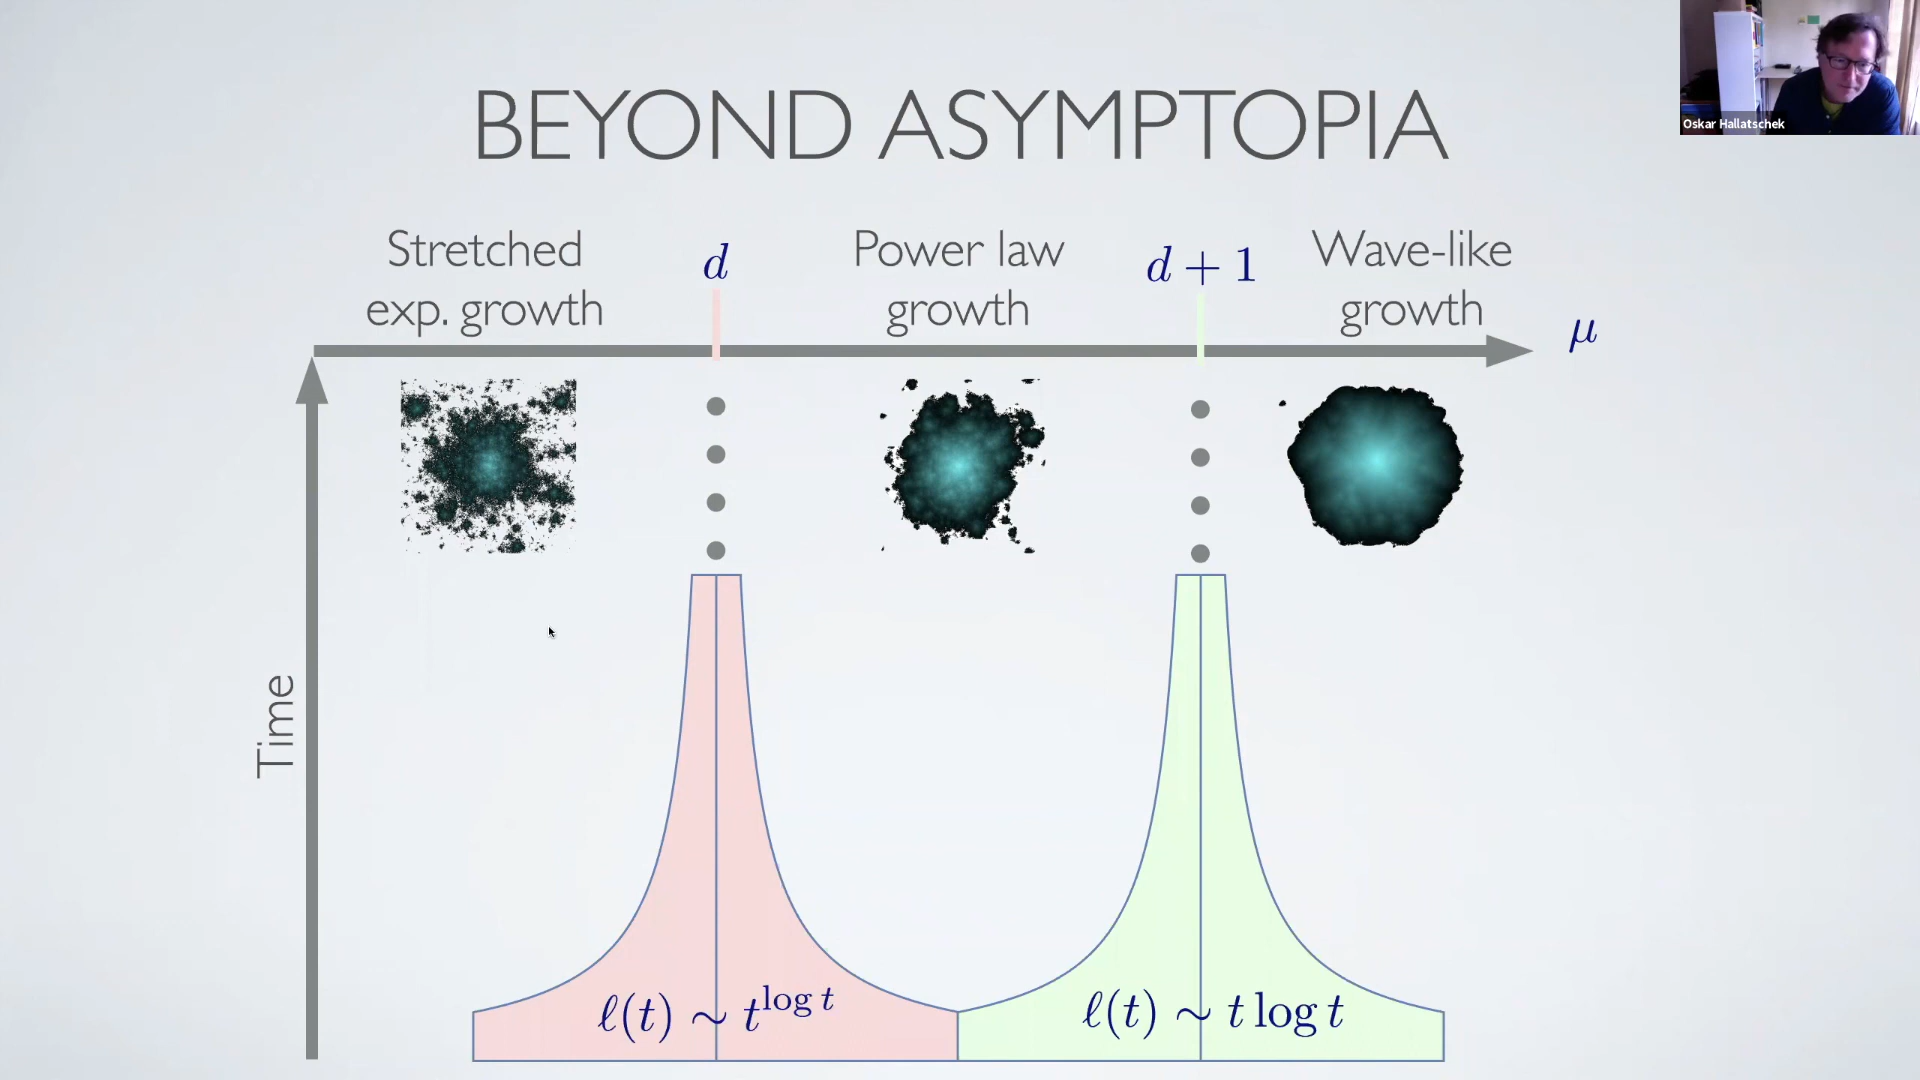 Oskar Hallatschek
BEYOND ASYMPTOPIA
Stretched
exp. growth
d
Power law
growth
d + 1
Wave-like
growth
μ
Time
ℓ(t) ∼ t^{log t}
ℓ(t) ∼ t log t